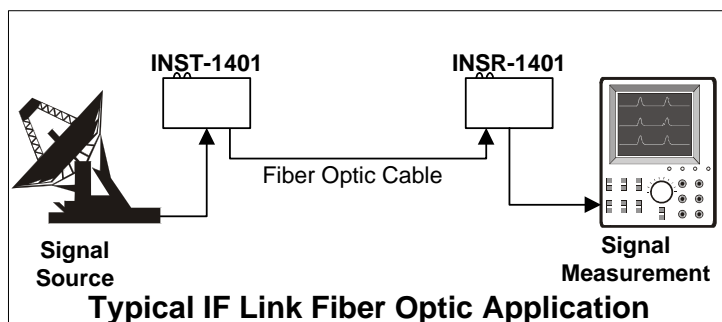 INST-1401
INSR-1401
Fiber Optic Cable
Signal
Source
Signal
Measurement
Typical IF Link Fiber Optic Application